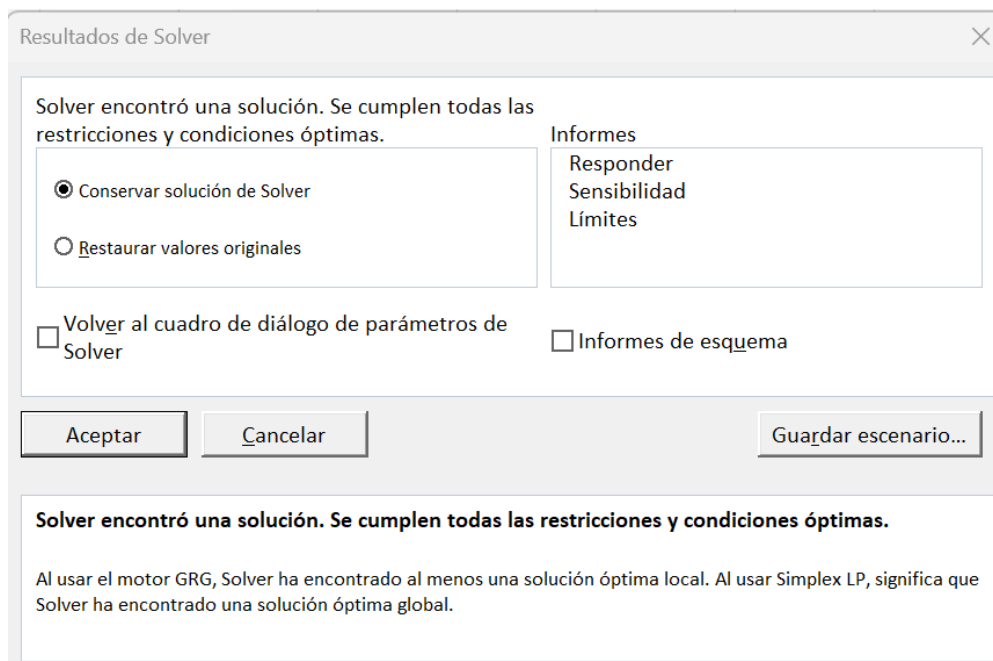 Resultados de Solver
Solver encontró una solución. Se cumplen todas las
restricciones y condiciones óptimas.
Conservar solución de Solver
Restaurar valores originales
Volver al cuadro de diálogo de parámetros de
Solver
Informes
Responder
Sensibilidad
Límites
Informes de esquema
Aceptar
Cancelar
Guardar escenario...
Solver encontró una solución. Se cumplen todas las restricciones y condiciones óptimas.
Al usar el motor GRG, Solver ha encontrado al menos una solución óptima local. Al usar Simplex LP, significa que
Solver ha encontrado una solución óptima global.